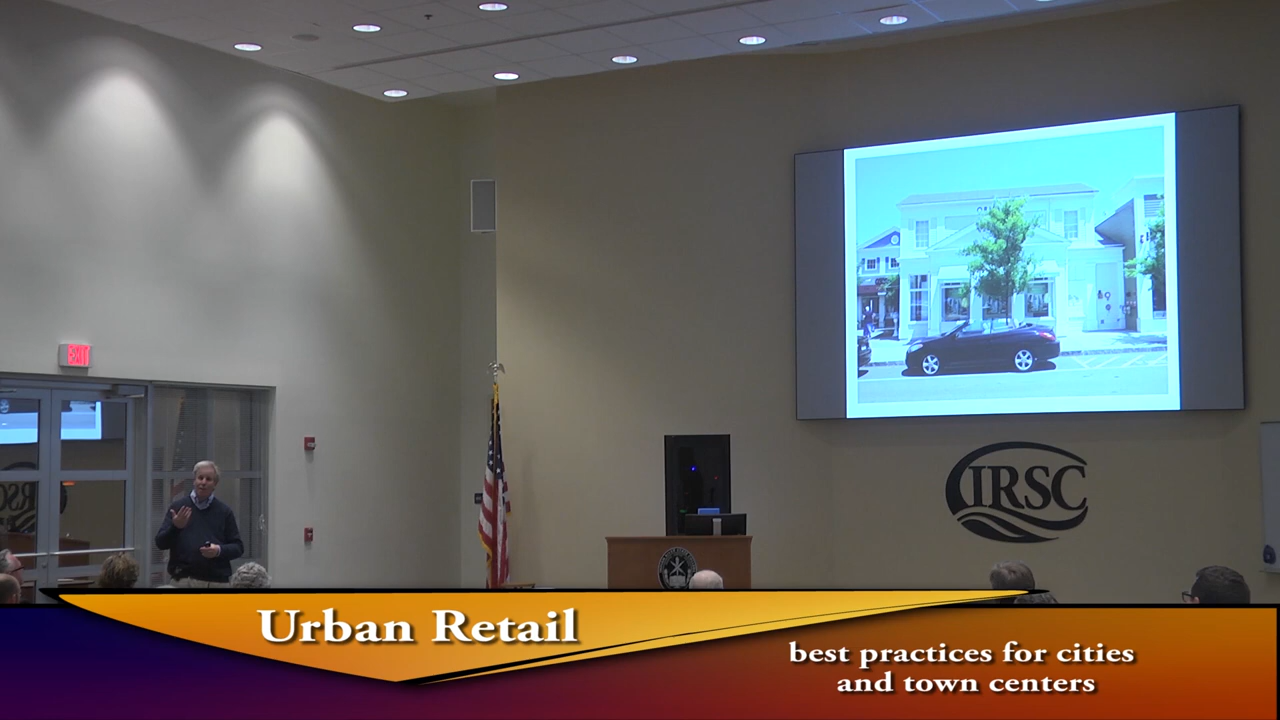 EXIT
IRSC
Urban Retail
best practices for cities
and town centers